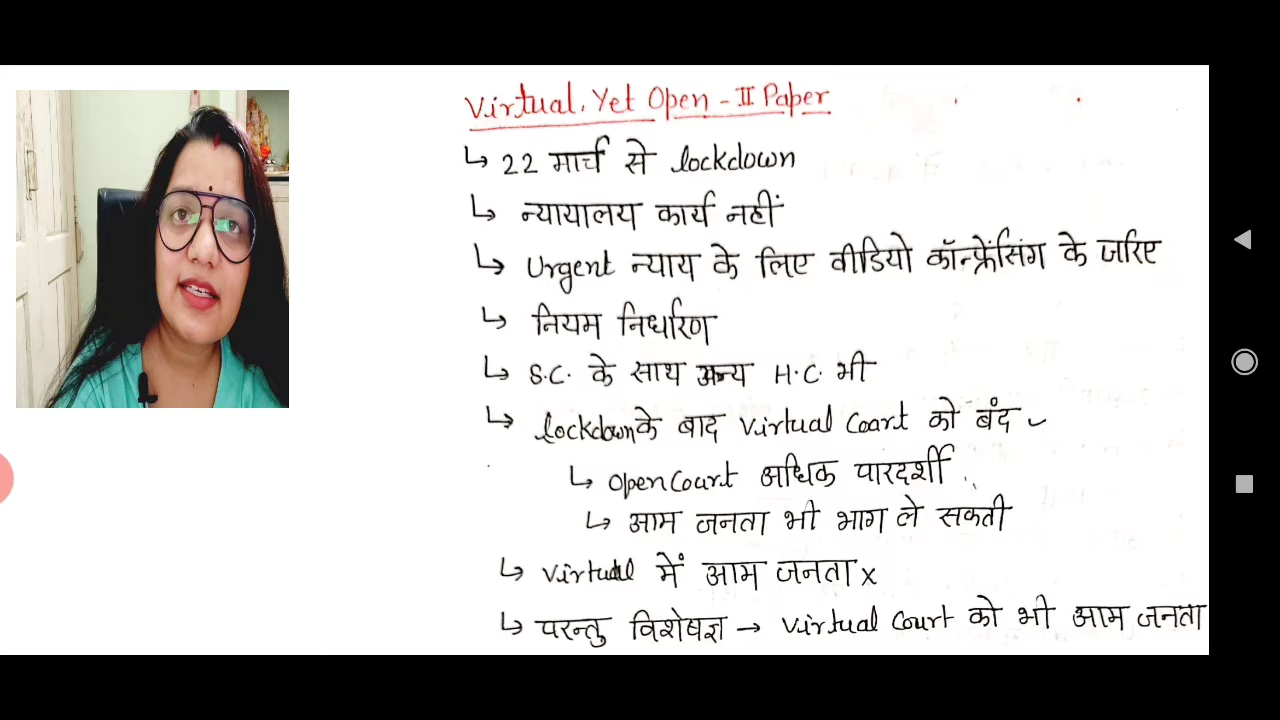 Virtual, Yet Open - II Paper
↳ 22 मार्च से lockdown
↳ न्यायालय कार्य नहीं
↳ Urgent न्याय के लिए वीडियो कॉन्फ्रेंसिंग के जरिए
↳ नियम निर्धारण
↳ S.C. के साथ अन्य H.C. भी
↳ lockdown के बाद Virtual Coart को बंद ✓
↳ Open Court अधिक पारदर्शी
↳ आम जनता भी भाग ले सकती
↳ Virtual में आम जनता x
↳ परन्तु विशेषज्ञ → Virtual Court को भी आम जनता